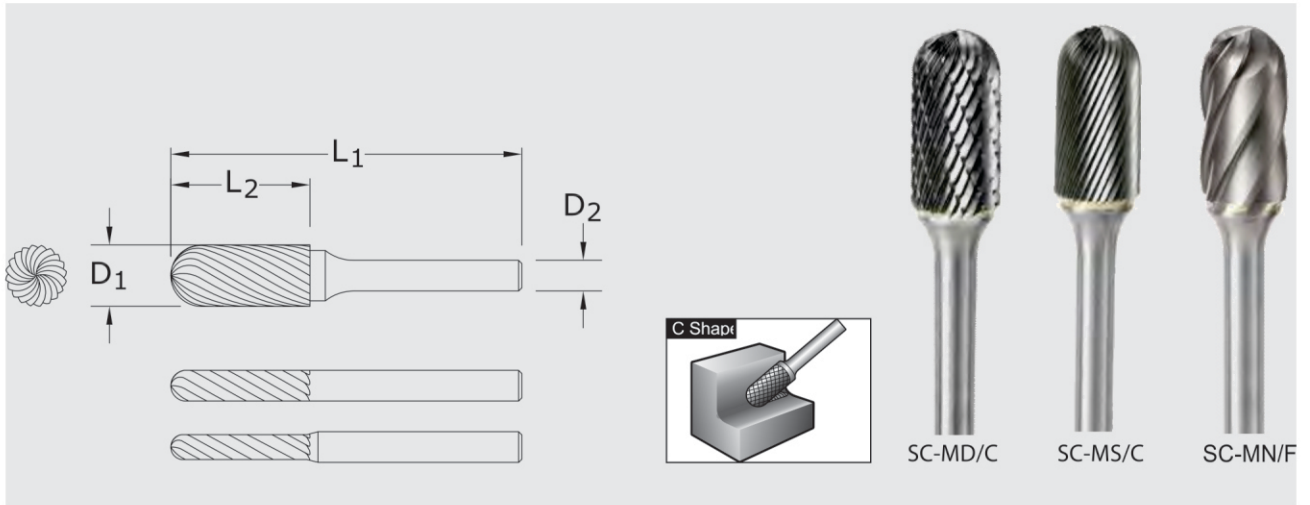 L1
L2
D2
D1
C Shape
SC-MD/C
SC-MS/C
SC-MN/F